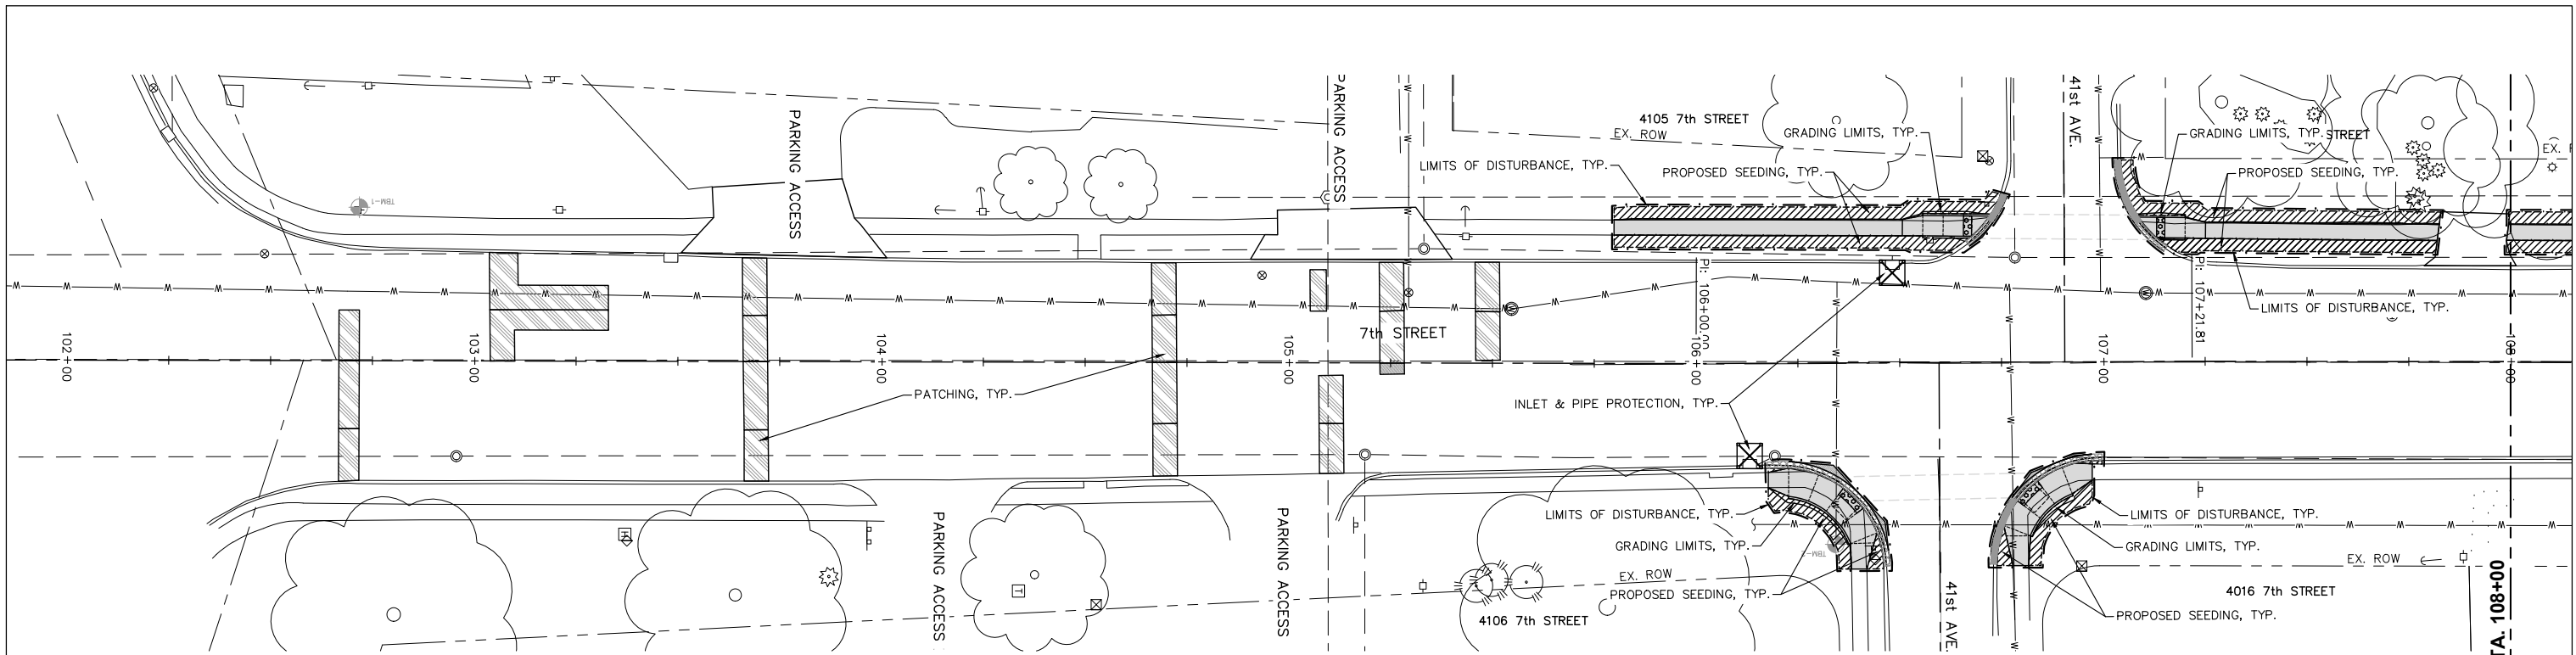 PARKING ACCESS
PARKING ACCESS
41st AVE.
4105 7th STREET
EX. ROW
GRADING LIMITS, TYP.
GRADING LIMITS, TYP.
STREET
EX.
LIMITS OF DISTURBANCE, TYP.
PROPOSED SEEDING, TYP.
PROPOSED SEEDING, TYP.
TBM-1
PI: 106+00.00
PI: 107+21.81
LIMITS OF DISTURBANCE, TYP.
7th STREET
102+00
103+00
104+00
105+00
106+00
107+00
108+00
PATCHING, TYP.
INLET & PIPE PROTECTION, TYP.
LIMITS OF DISTURBANCE, TYP.
LIMITS OF DISTURBANCE, TYP.
GRADING LIMITS, TYP.
TBM-2
GRADING LIMITS, TYP.
EX. ROW
EX. ROW
PROPOSED SEEDING, TYP.
4016 7th STREET
PROPOSED SEEDING, TYP.
4106 7th STREET
PARKING ACCESS
PARKING ACCESS
41st AVE.
TA. 108+00